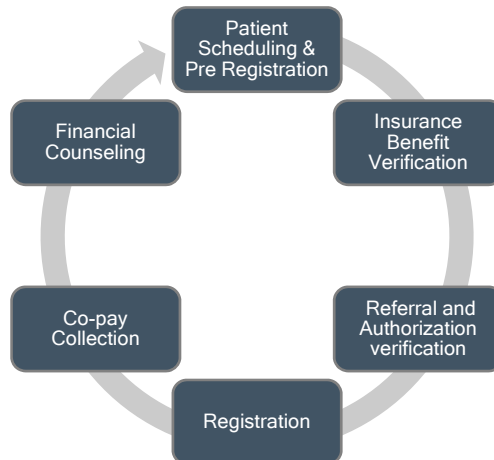 Patient
Scheduling &
Pre Registration
Insurance
Benefit
Verification
Referral and
Authorization
verification
Registration
Co-pay
Collection
Financial
Counseling